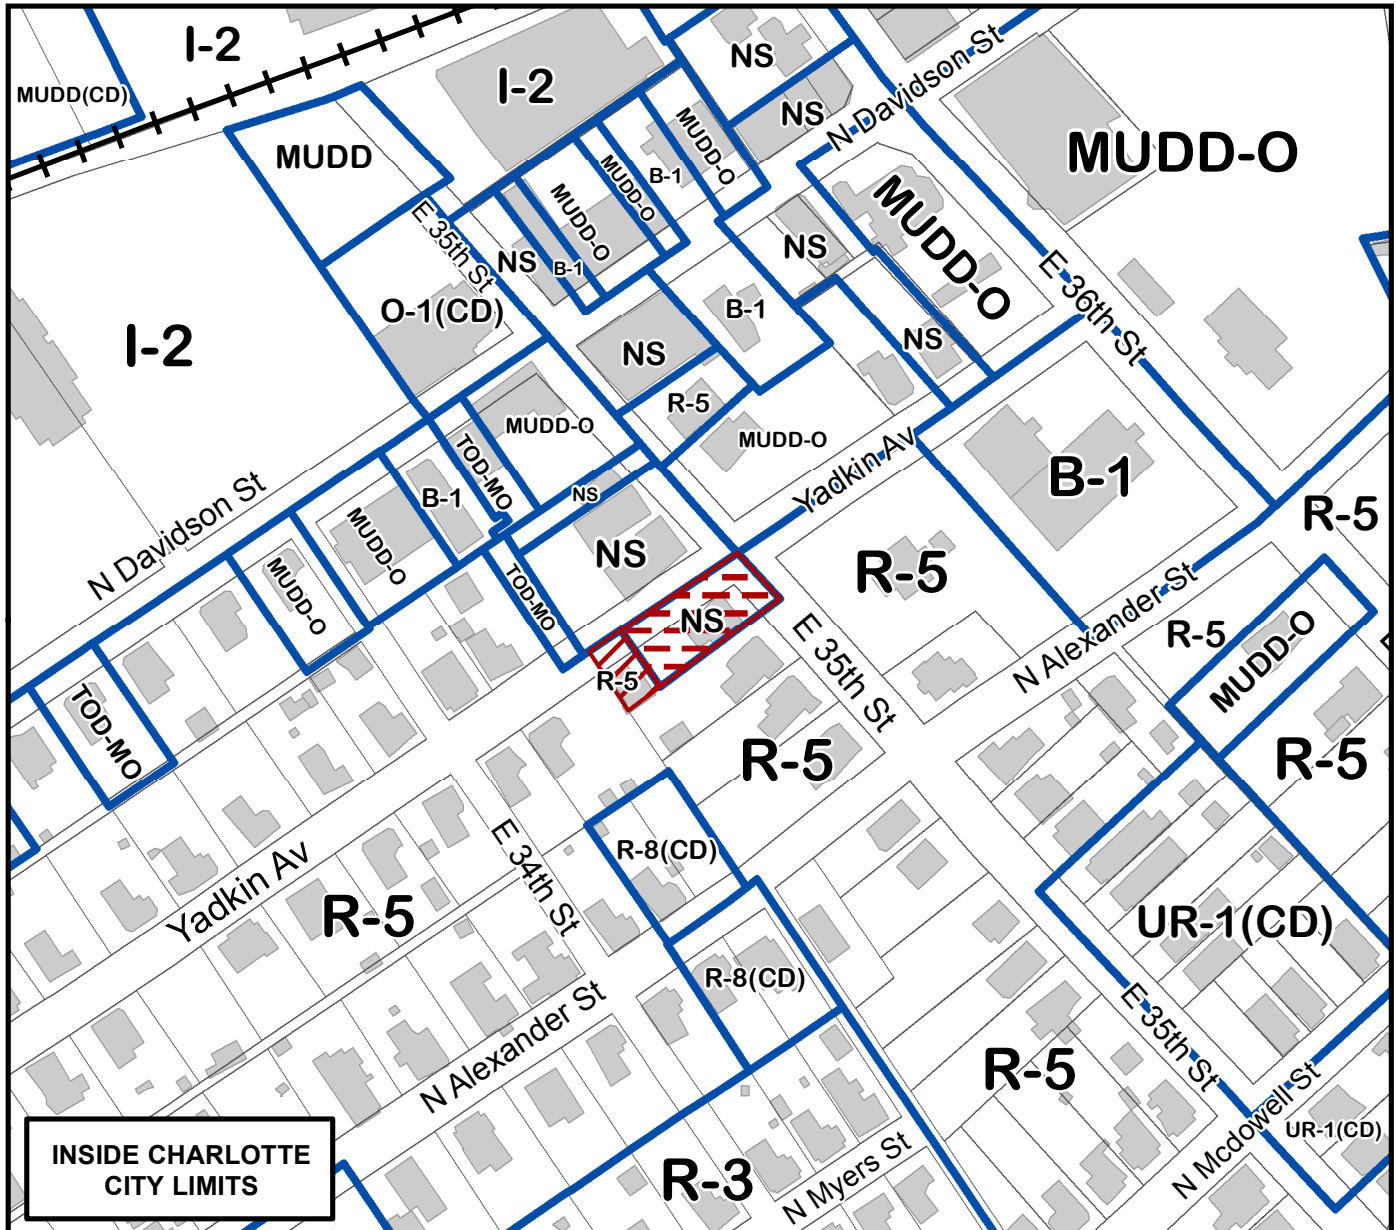 I-2
MUDD(CD)
I-2
NS
NS
N Davidson St
MUDD-O
MUDD
MUDD-O
B-1
MUDD-O
MUDD-O
B-1
NS
E 35th St
O-1(CD)
NS
MUDD-O
E 36th St
NS
B-1
NS
I-2
R-5
MUDD-O
MUDD-O
Yadkin Av
TOD-MO
B-1
MUDD-O
NS
NS
B-1
R-5
N Davidson St
MUDD-O
TOD-MO
R-5
NS
R-5
E 35th St
N Alexander St
R-5
MUDD-O
TOD-MO
R-5
R-5
E 34th St
R-8(CD)
Yadkin Av
R-5
UR-1(CD)
R-8(CD)
N Alexander St
E 35th St
R-5
N Mcdowell St
UR-1(CD)
R-3
N Myers St
INSIDE CHARLOTTE
CITY LIMITS